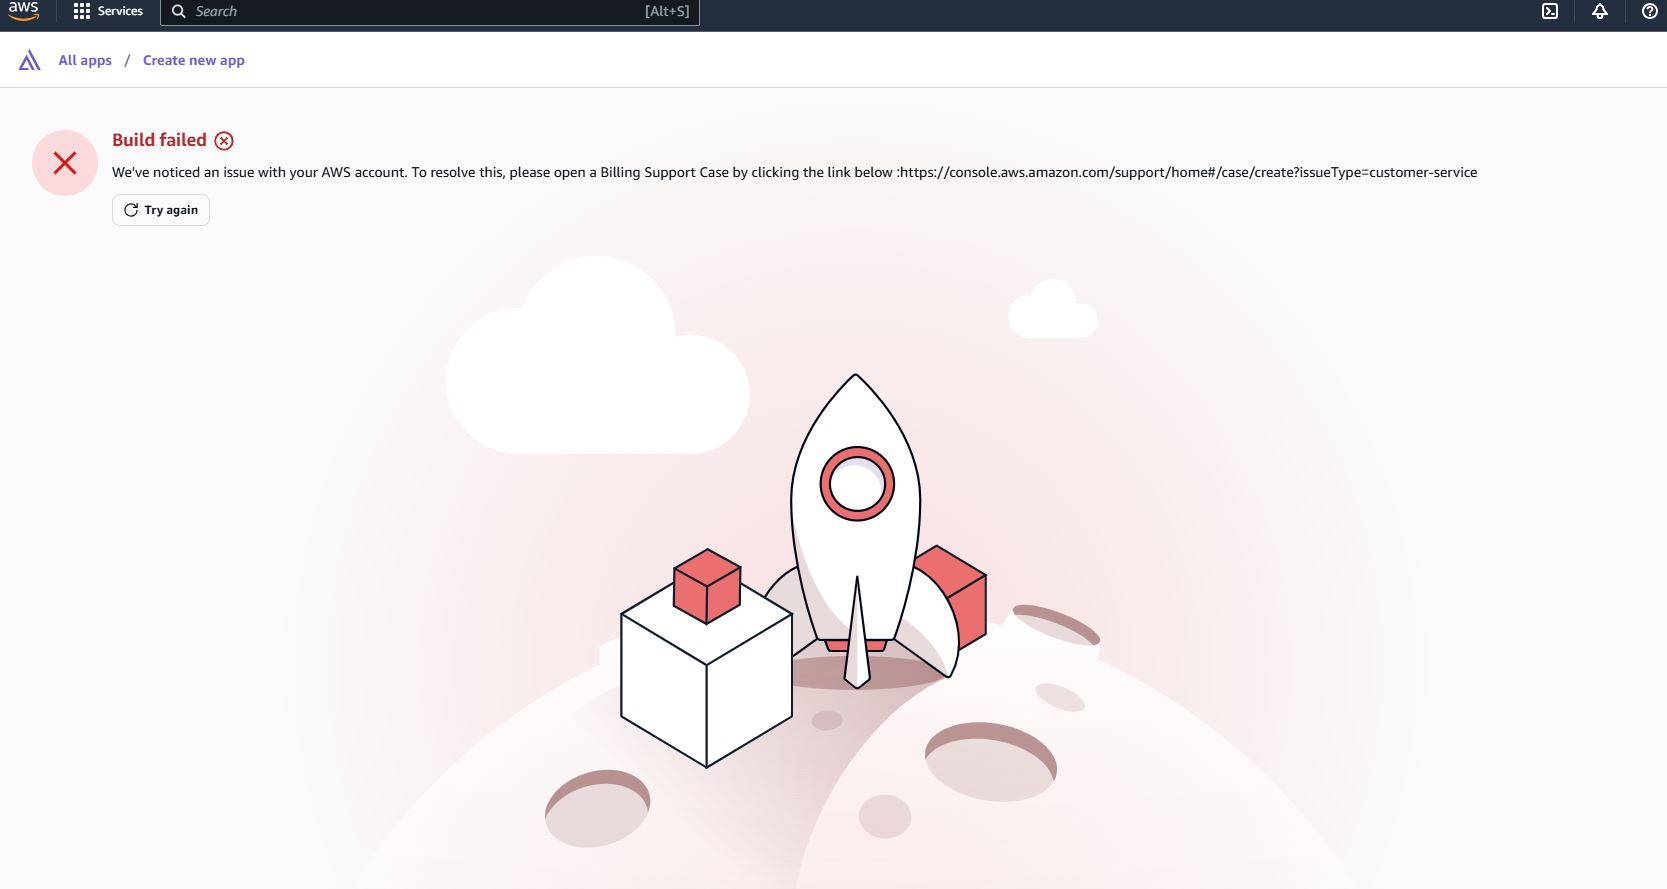 aws
Services
Search
[Alt+S]
All apps / Create new app
Build failed
We've noticed an issue with your AWS account. To resolve this, please open a Billing Support Case by clicking the link below :https://console.aws.amazon.com/support/home#/case/create?issueType=customer-service
Try again